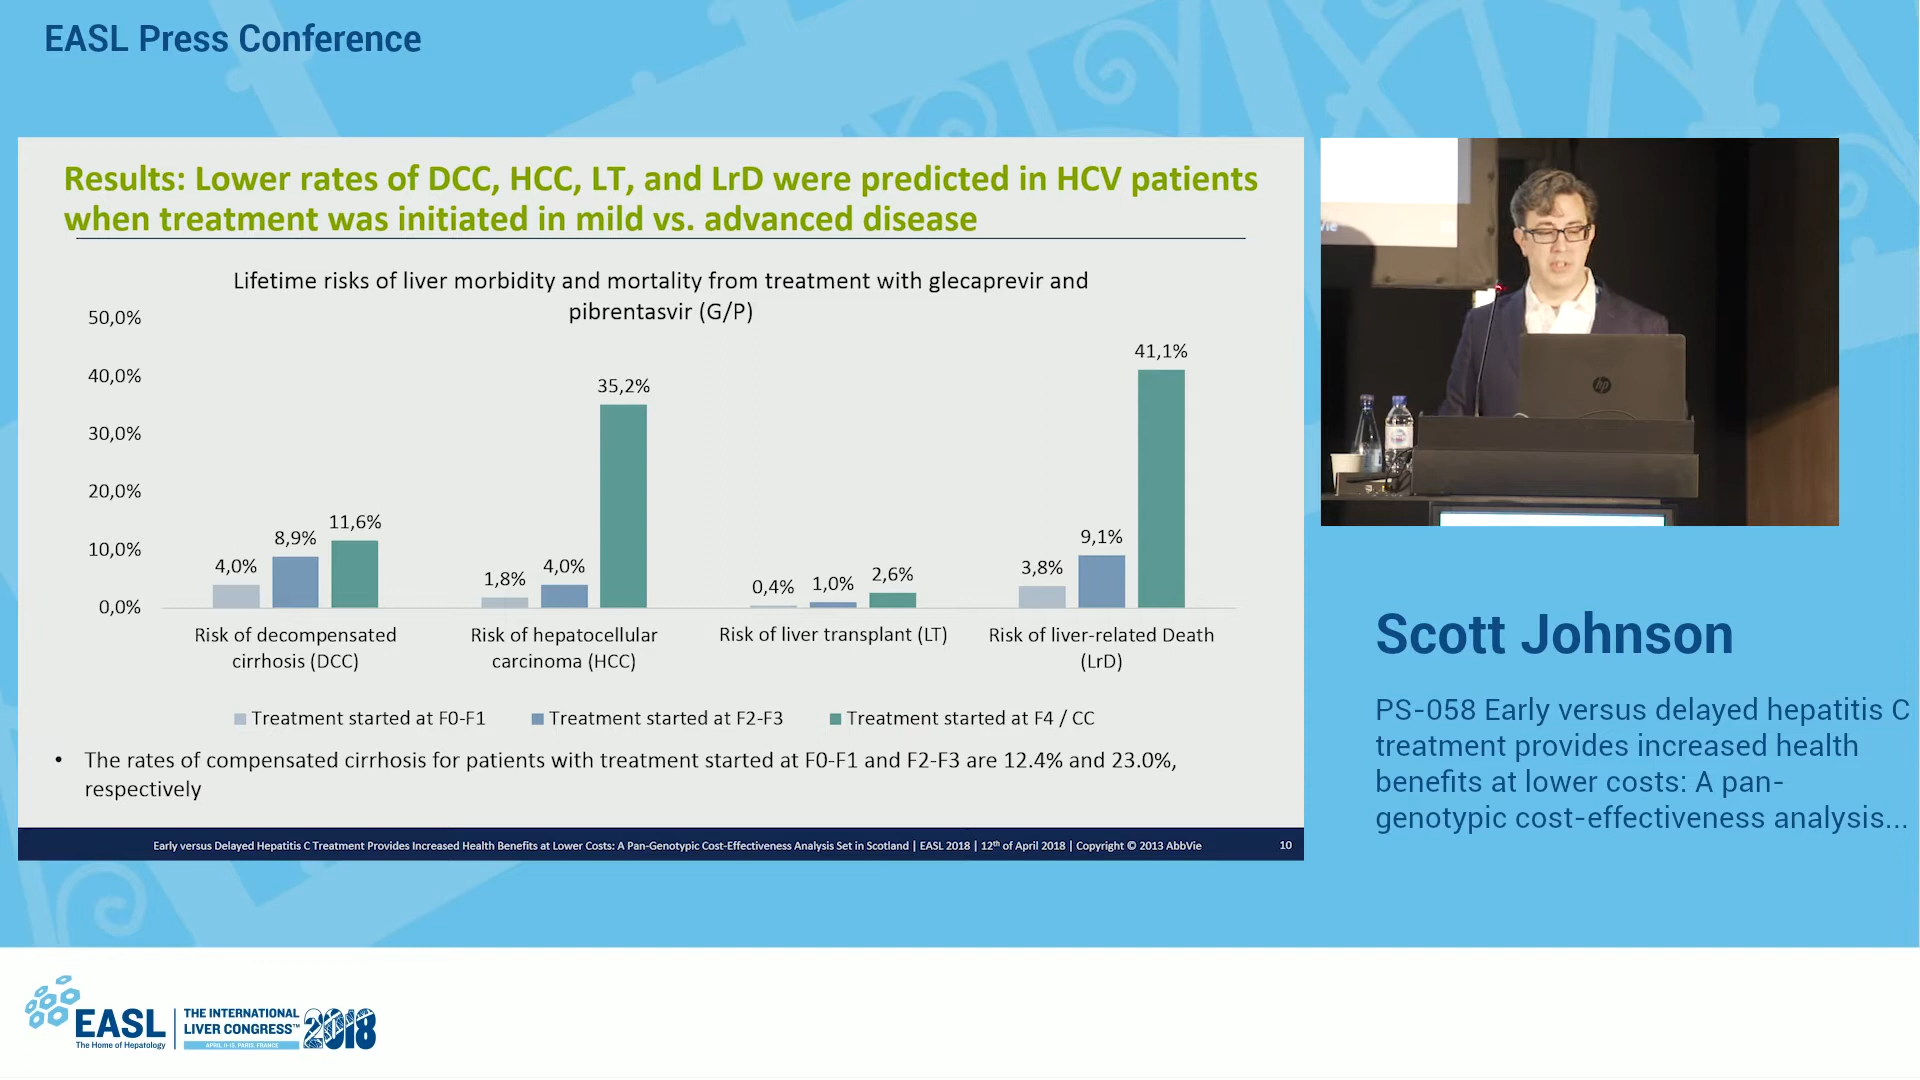 EASL Press Conference
Results: Lower rates of DCC, HCC, LT, and LrD were predicted in HCV patients
when treatment was initiated in mild vs. advanced disease
Lifetime risks of liver morbidity and mortality from treatment with glecaprevir and
pibrentasvir (G/P)
50,0%
40,0%
30,0%
20,0%
10,0%
0,0%
4,0%
8,9%
11,6%
1,8%
4,0%
35,2%
0,4%
1,0%
2,6%
3,8%
9,1%
41,1%
Risk of decompensated
cirrhosis (DCC)
Risk of hepatocellular
carcinoma (HCC)
Risk of liver transplant (LT)
Risk of liver-related Death
(LrD)
Treatment started at F0-F1
Treatment started at F2-F3
Treatment started at F4 / CC
• The rates of compensated cirrhosis for patients with treatment started at F0-F1 and F2-F3 are 12.4% and 23.0%,
respectively
Early versus Delayed Hepatitis C Treatment Provides Increased Health Benefits at Lower Costs: A Pan-Genotypic Cost-Effectiveness Analysis Set in Scotland | EASL 2018 | 12th of April 2018 | Copyright © 2013 AbbVie
10
hp
Scott Johnson
PS-058 Early versus delayed hepatitis C
treatment provides increased health
benefits at lower costs: A pan-
genotypic cost-effectiveness analysis...
EASL
The Home of Hepatology
THE INTERNATIONAL
LIVER CONGRESS™
2018
APRIL 11-15, PARIS, FRANCE